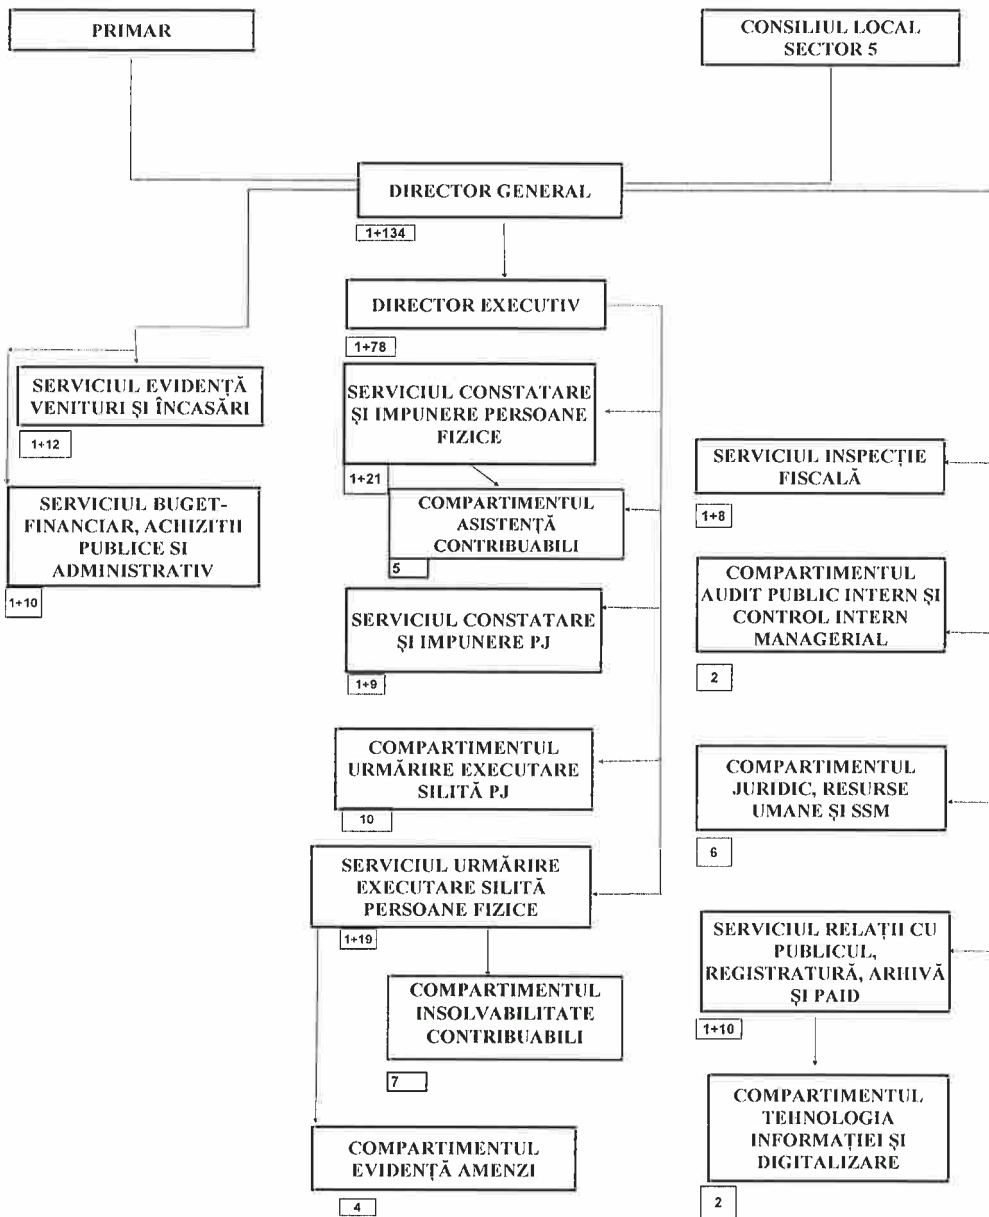 PRIMAR
CONSILIUL LOCAL
SECTOR 5
DIRECTOR GENERAL
1+134
DIRECTOR EXECUTIV
1+78
SERVICIUL EVIDENȚĂ
VENITURI ȘI ÎNCASĂRI
1+12
SERVICIUL BUGET-
FINANCIAR, ACHIZITII
PUBLICE SI
ADMINISTRATIV
1+10
SERVICIUL CONSTATARE
ȘI IMPUNERE PERSOANE
FIZICE
1+21
COMPARTIMENTUL
ASISTENȚĂ
CONTRIBUABILI
5
SERVICIUL CONSTATARE
ȘI IMPUNERE PJ
1+9
COMPARTIMENTUL
URMĂRIRE EXECUTARE
SILITĂ PJ
10
SERVICIUL URMĂRIRE
EXECUTARE SILITĂ
PERSOANE FIZICE
1+19
COMPARTIMENTUL
INSOLVABILITATE
CONTRIBUABILI
7
COMPARTIMENTUL
EVIDENȚĂ AMENZI
4
SERVICIUL INSPECȚIE
FISCALĂ
1+8
COMPARTIMENTUL
AUDIT PUBLIC INTERN ȘI
CONTROL INTERN
MANAGERIAL
2
COMPARTIMENTUL
JURIDIC, RESURSE
UMANE ȘI SSM
6
SERVICIUL RELAȚII CU
PUBLICUL,
REGISTRATURĂ, ARHIVĂ
ȘI PAID
1+10
COMPARTIMENTUL
TEHNOLOGIA
INFORMAȚIEI ȘI
DIGITALIZARE
2